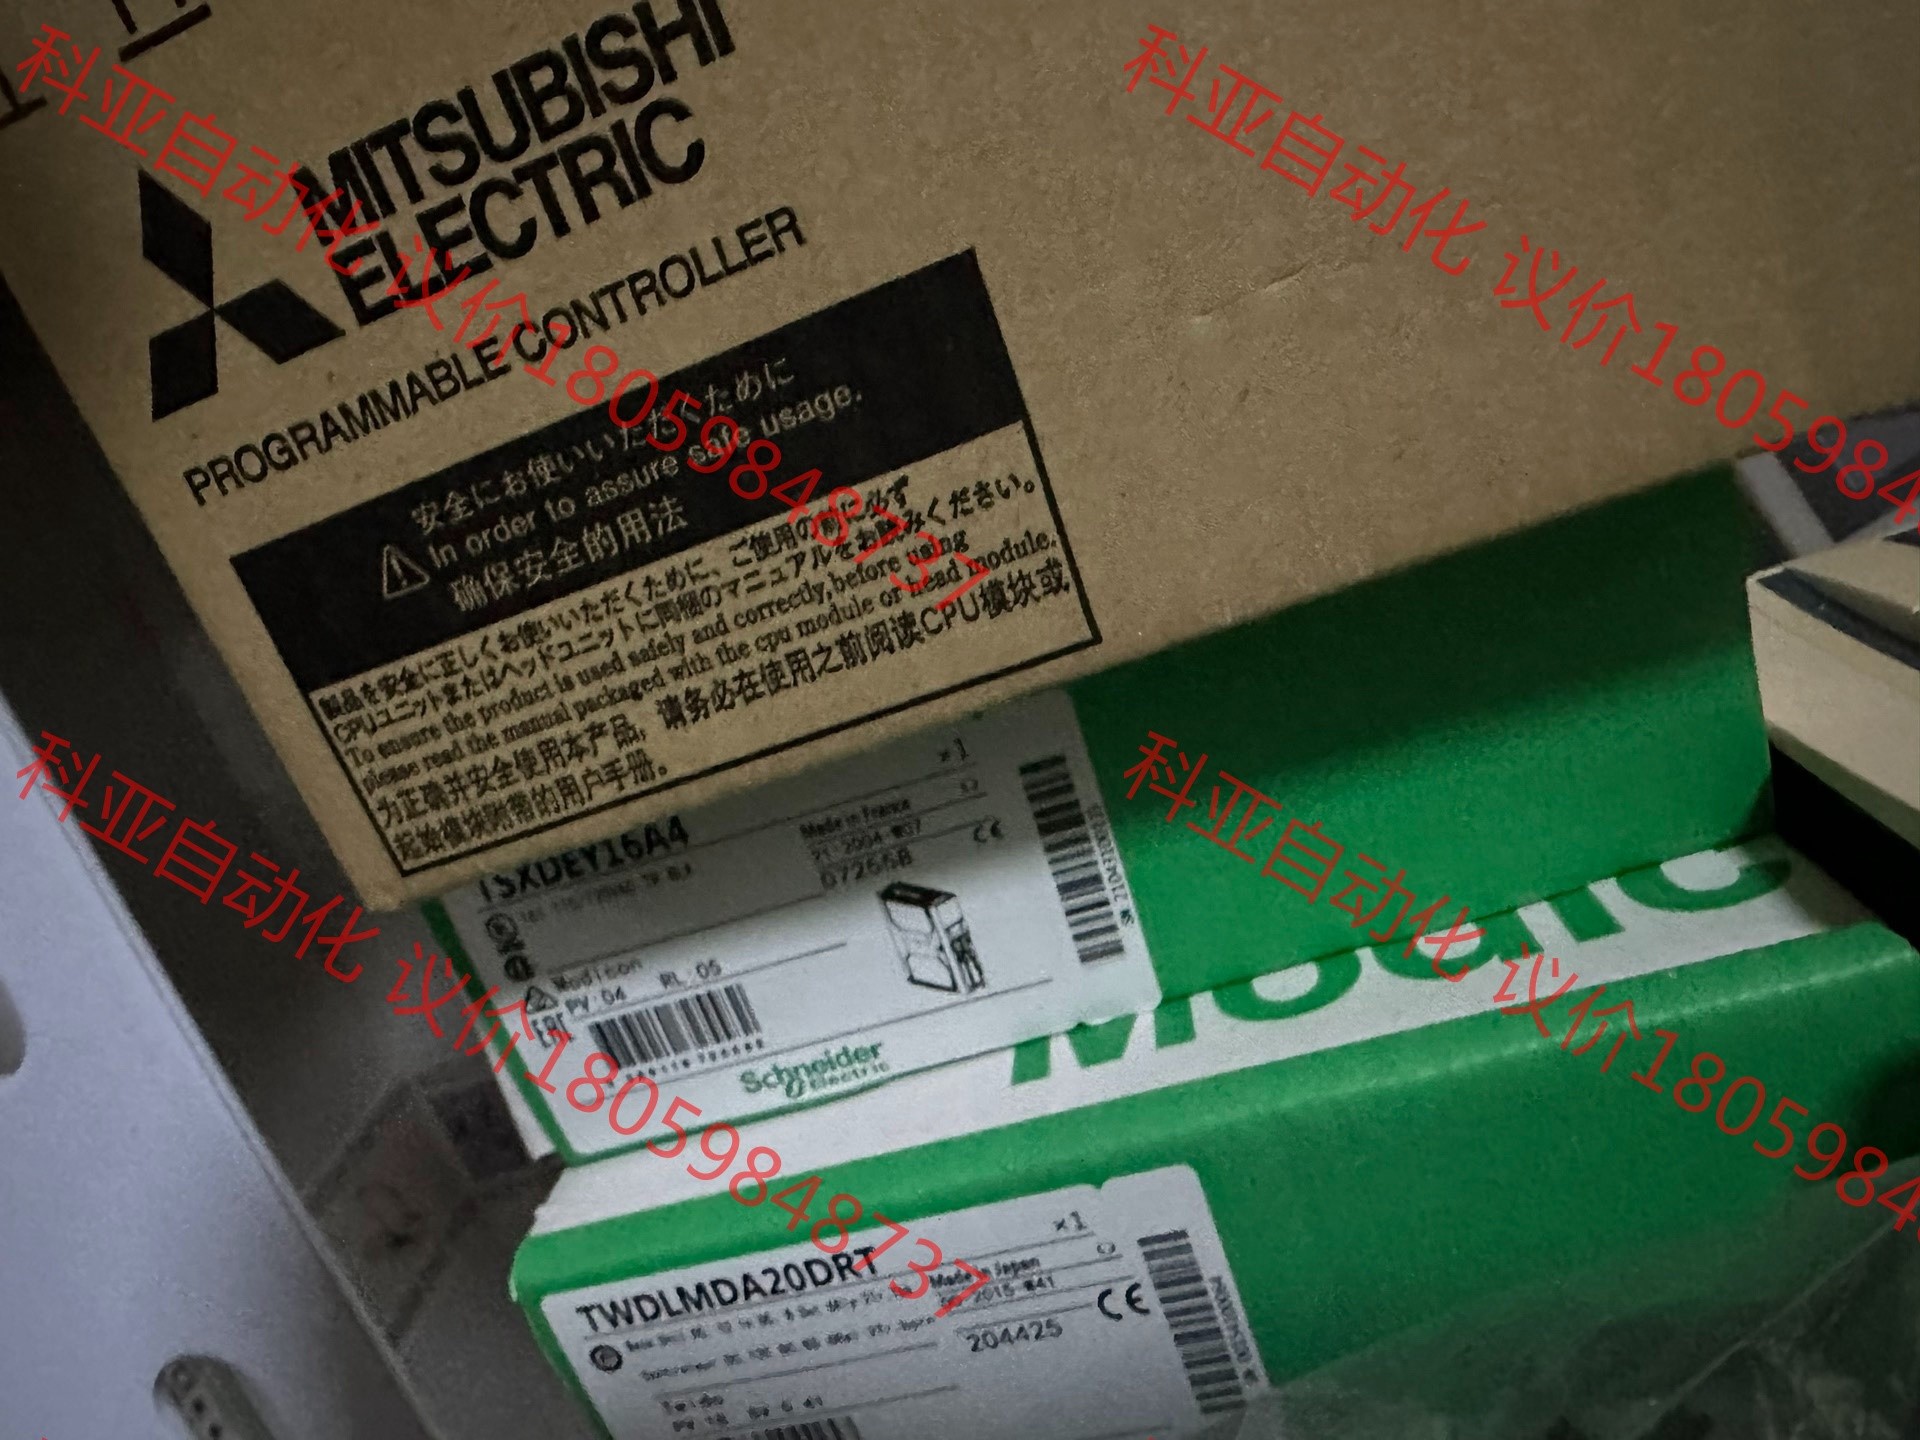 MITSUBISHI
ELECTRIC
PROGRAMMABLE CONTROLLER
安全にお使いいただくために
In order to assure safe usage.
确保安全的用法
製品を安全に正しくお使いいただくために、ご使用の前に必ず
CPUユニットまたはヘッドユニットに同梱のマニュアルをお読みください。
To ensure the product is used safely and correctly, before using
please read the manual packaged with the cpu module or head module.
为正确并安全使用本产品，请务必在使用之前阅读CPU模块或
起始模块附带的用户手册。
×1
TSXDEY16A4
Made in France
072568
CE
Modicon
PV:04 RL:05
EAC
Schneider
Electric
TWDLMDA20DRT
×1
Made in Japan
2015 W41
204425
CE
Twido
科亚自动化 议价18059848737
科亚自动化 议价1805984
科亚自动化 议价18059848737
科亚自动化 议价1805984